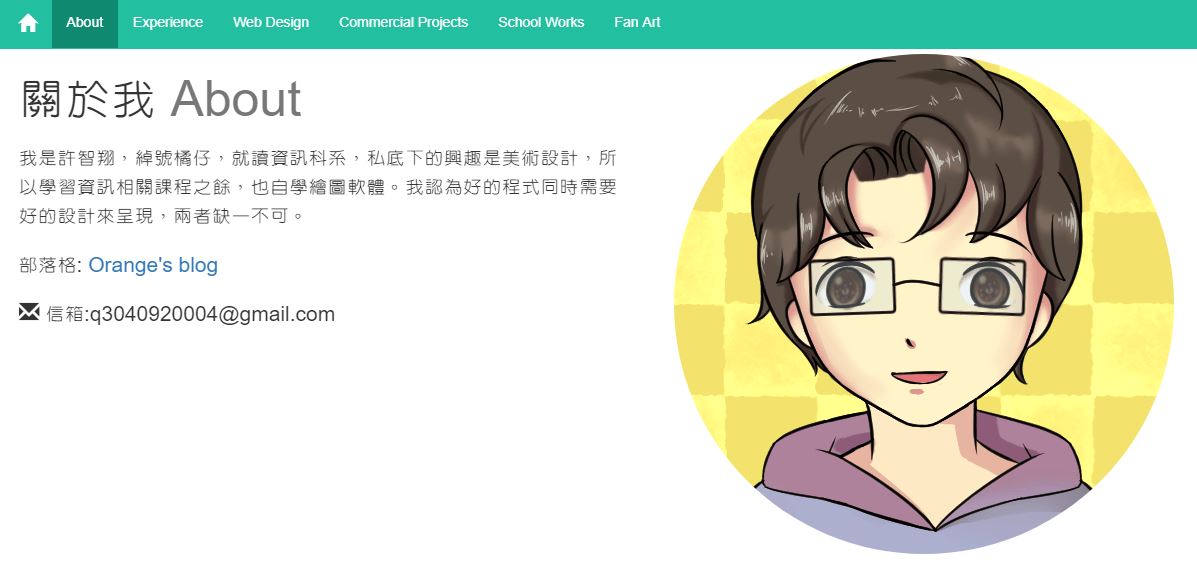 About Experience Web Design Commercial Projects School Works Fan Art
關於我 About
我是許智翔，綽號橘仔，就讀資訊科系，私底下的興趣是美術設計，所
以學習資訊相關課程之餘，也自學繪圖軟體。我認為好的程式同時需要
好的設計來呈現，兩者缺一不可。
部落格: Orange's blog
信箱:q3040920004@gmail.com